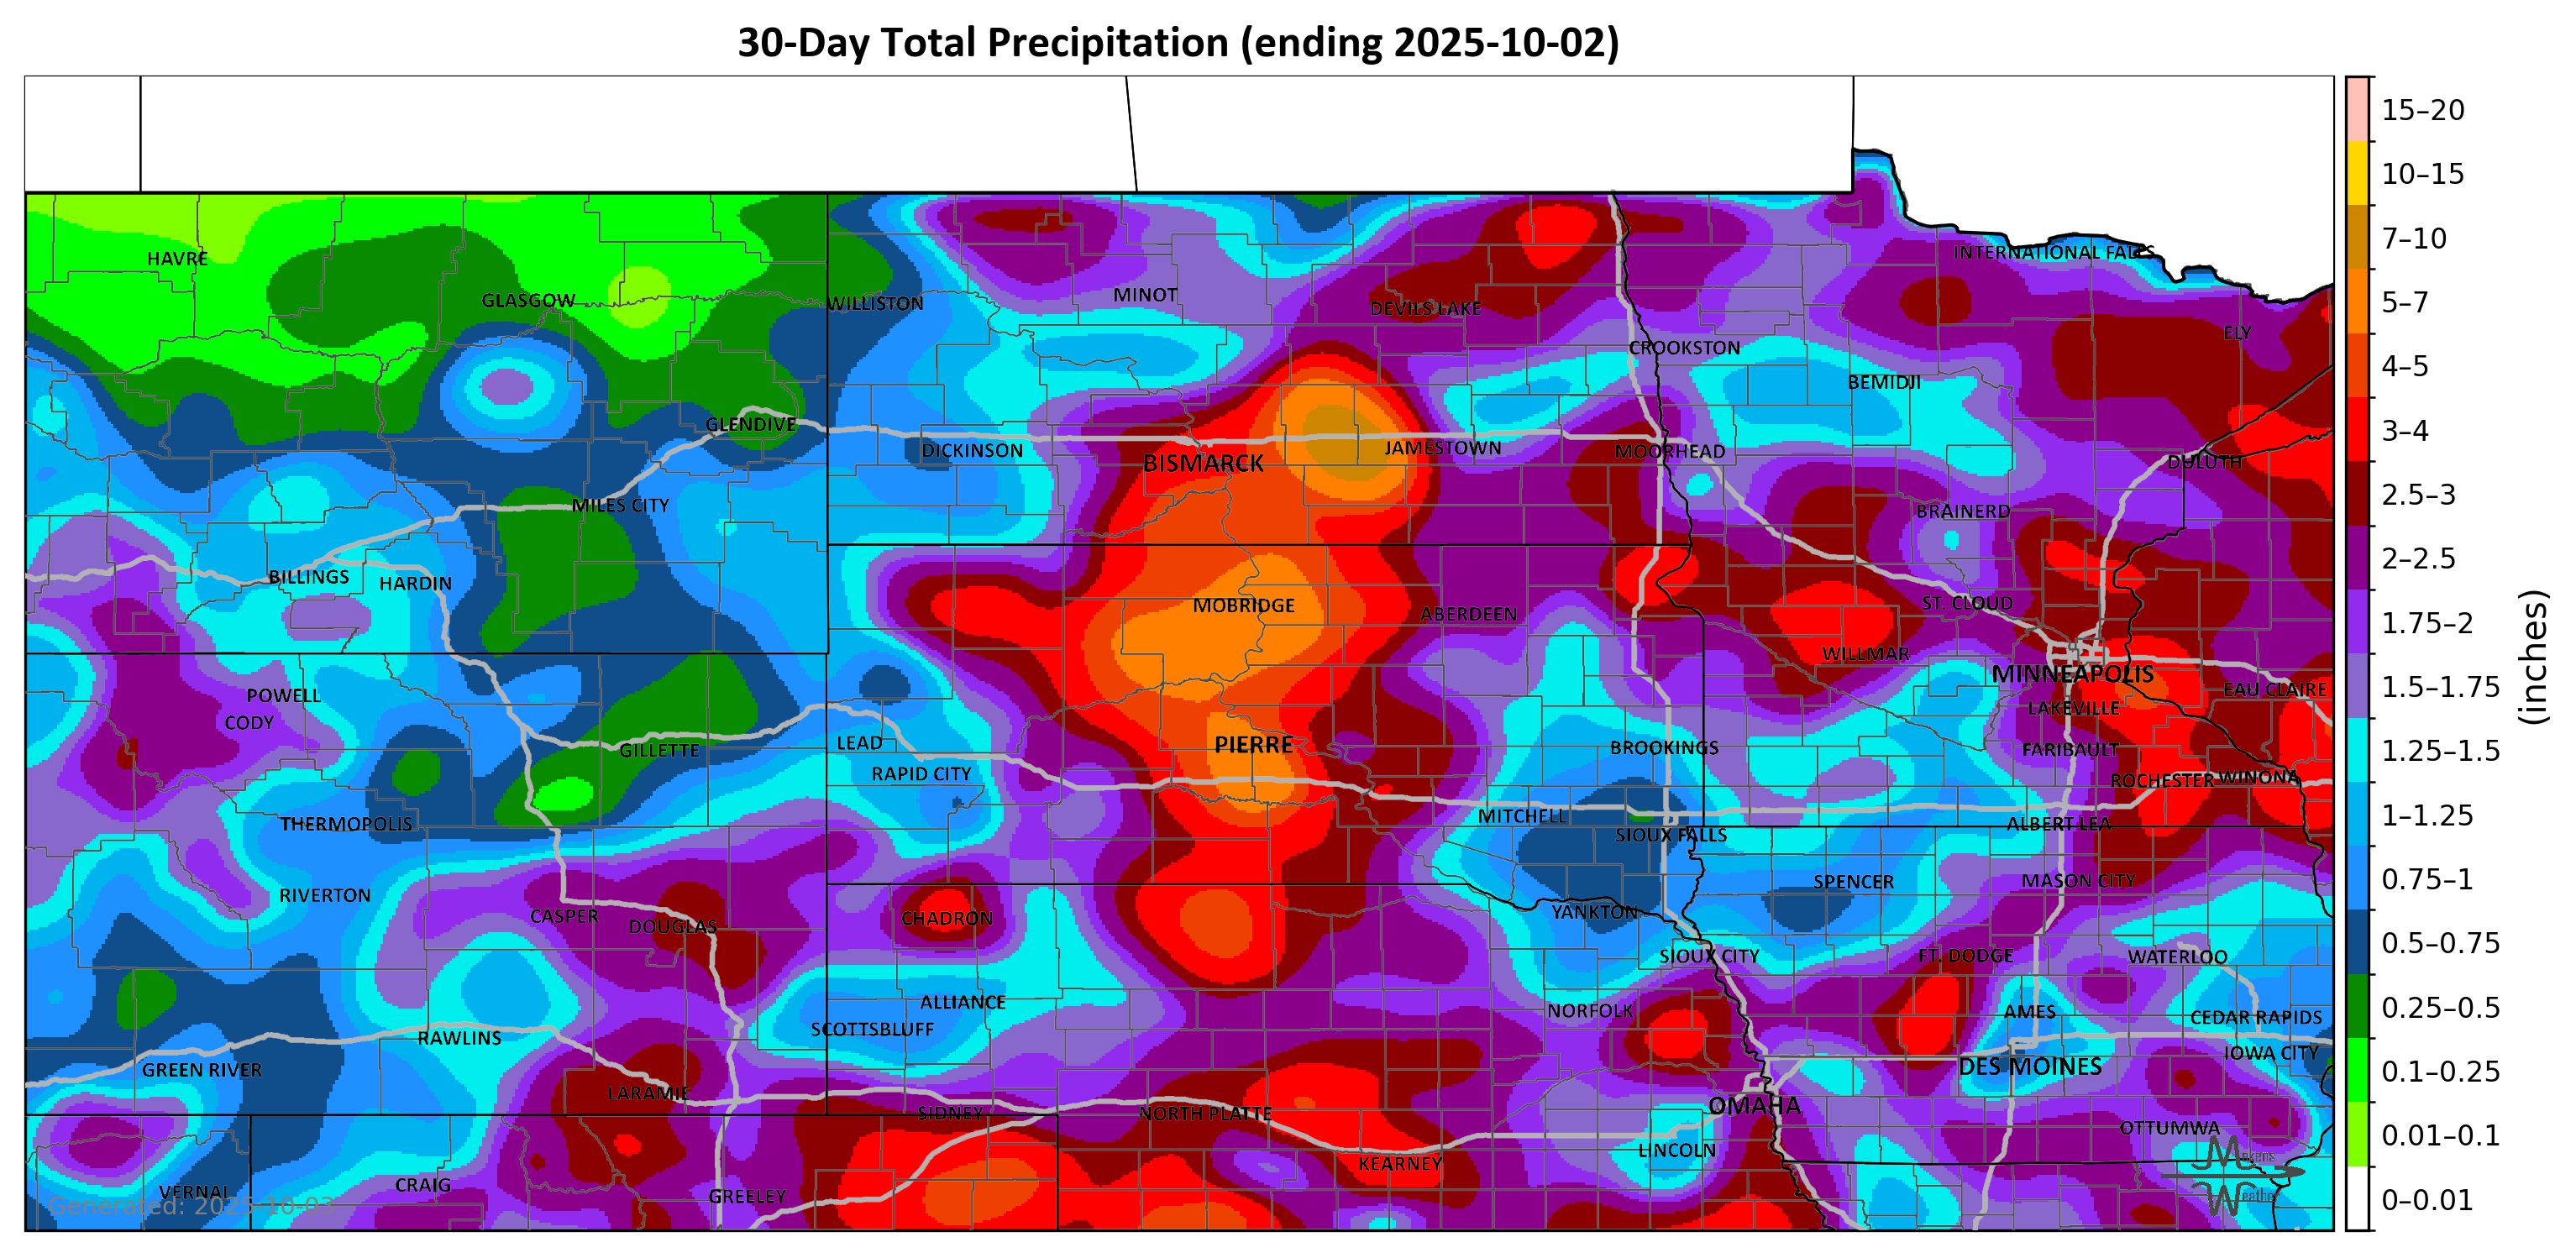 30-Day Total Precipitation (ending 2025-10-02)
15–20
10–15
7–10
5–7
4–5
3–4
2.5–3
2–2.5
1.75–2
1.5–1.75
1.25–1.5
1–1.25
0.75–1
0.5–0.75
0.25–0.5
0.1–0.25
0.01–0.1
0–0.01
(inches)
HAVRE
INTERNATIONAL FALLS
GLASGOW
WILLISTON
MINOT
DEVILS LAKE
ELY
CROOKSTON
BEMIDJI
GLENDIVE
DICKINSON
BISMARCK
JAMESTOWN
MOORHEAD
DULUTH
MILES CITY
BRAINERD
BILLINGS
HARDIN
MOBRIDGE
ABERDEEN
ST. CLOUD
WILLMAR
MINNEAPOLIS
POWELL
CODY
EAU CLAIRE
LAKEVILLE
GILLETTE
LEAD
PIERRE
BROOKINGS
FARIBAULT
RAPID CITY
ROCHESTER
WINONA
THERMOPOLIS
MITCHELL
SIOUX FALLS
ALBERT LEA
RIVERTON
SPENCER
MASON CITY
CASPER
DOUGLAS
CHADRON
YANKTON
SIOUX CITY
FT. DODGE
WATERLOO
ALLIANCE
NORFOLK
AMES
CEDAR RAPIDS
SCOTTSBLUFF
RAWLINS
IOWA CITY
GREEN RIVER
DES MOINES
LARAMIE
SIDNEY
NORTH PLATTE
OMAHA
OTTUMWA
LINCOLN
KEARNEY
VERNAL
CRAIG
GREELEY
Generated: 2025-10-03
Makens
Weather